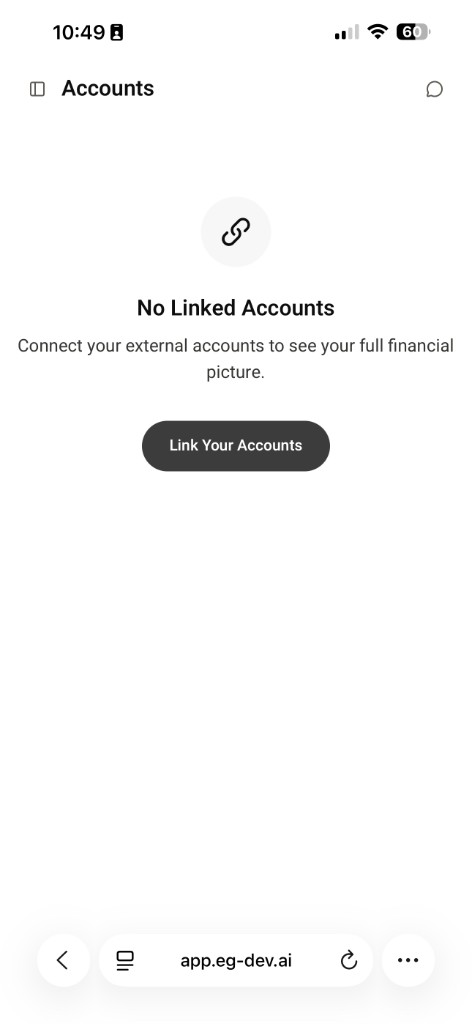 10:49
60
Accounts
No Linked Accounts
Connect your external accounts to see your full financial
picture.
Link Your Accounts
app.eg-dev.ai